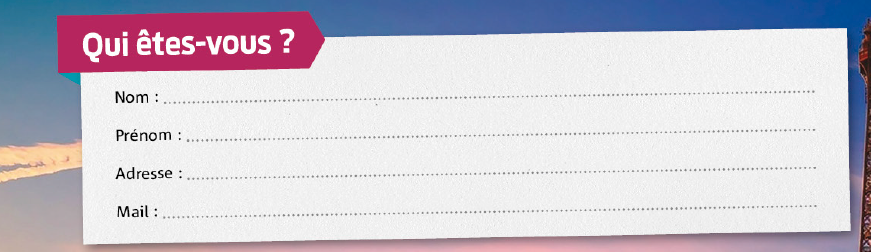 Qui êtes-vous ?
Nom :
Prénom :
Adresse :
Mail :